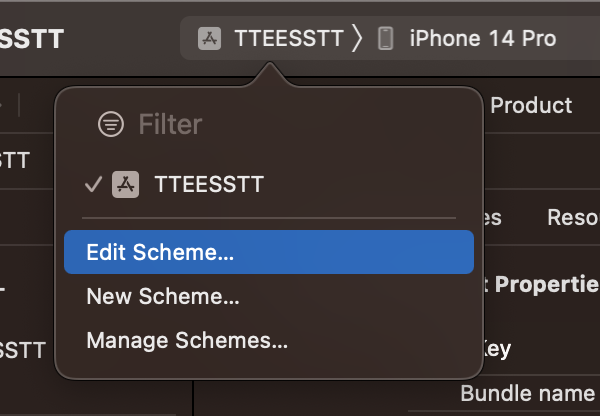 SSTT
TTEESSTT
iPhone 14 Pro
Filter
Product
STT
TTEESSTT
es
Reso
Edit Scheme...
t Propertie
New Scheme...
SSTT
Manage Schemes...
Key
Bundle name